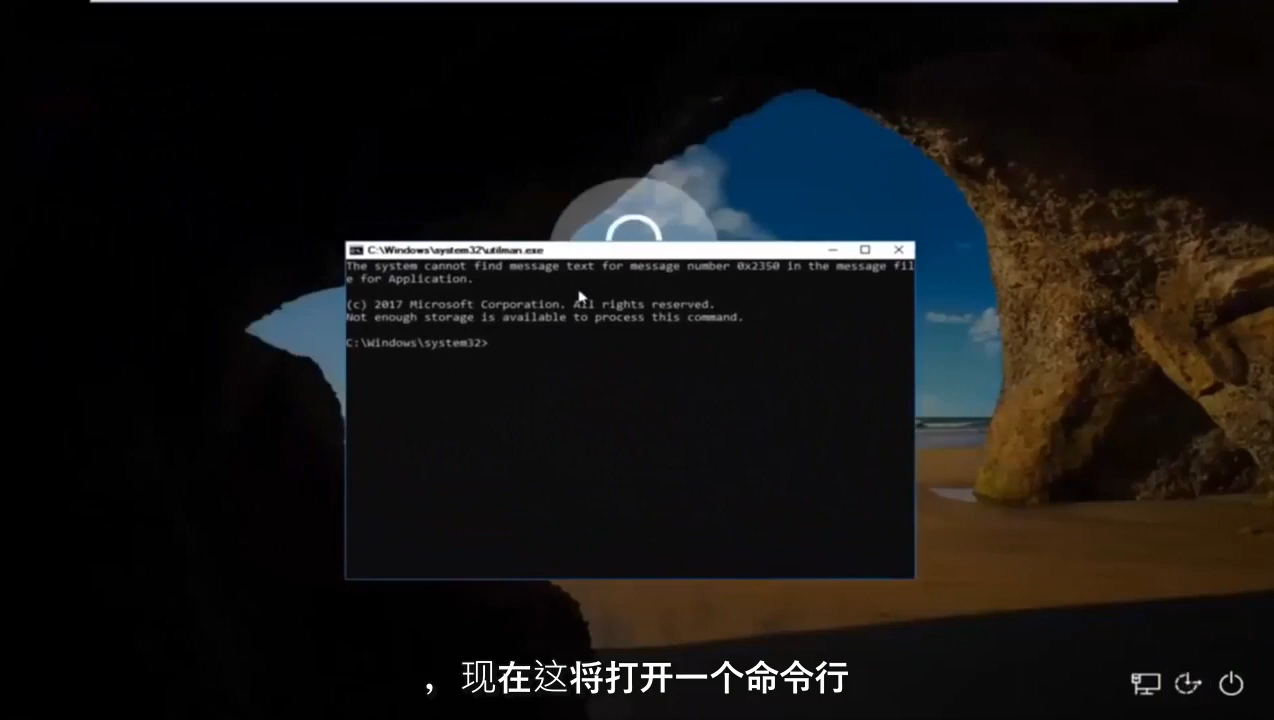 C:\Windows\system32\utilman.exe
The system cannot find message text for message number 0x2350 in the message fil
e for Application.
(c) 2017 Microsoft Corporation. All rights reserved.
Not enough storage is available to process this command.
C:\Windows\system32>
，现在这将打开一个命令行